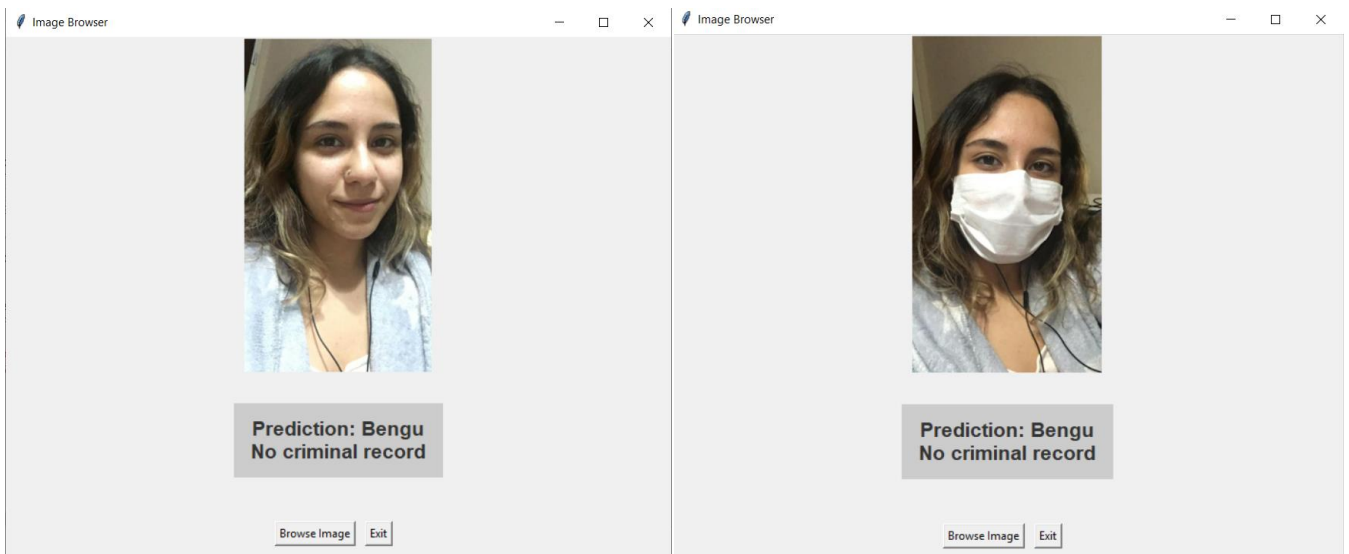 Image Browser
Prediction: Bengu
No criminal record
Browse Image
Exit
Image Browser
Prediction: Bengu
No criminal record
Browse Image
Exit